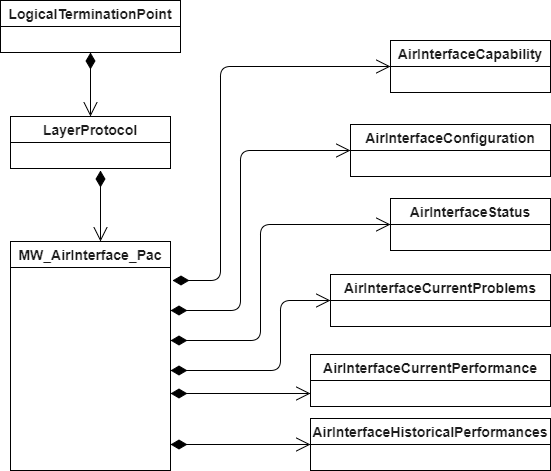 LogicalTerminationPoint
LayerProtocol
MW_AirInterface_Pac
AirInterfaceCapability
AirInterfaceConfiguration
AirInterfaceStatus
AirInterfaceCurrentProblems
AirInterfaceCurrentPerformance
AirInterfaceHistoricalPerformances